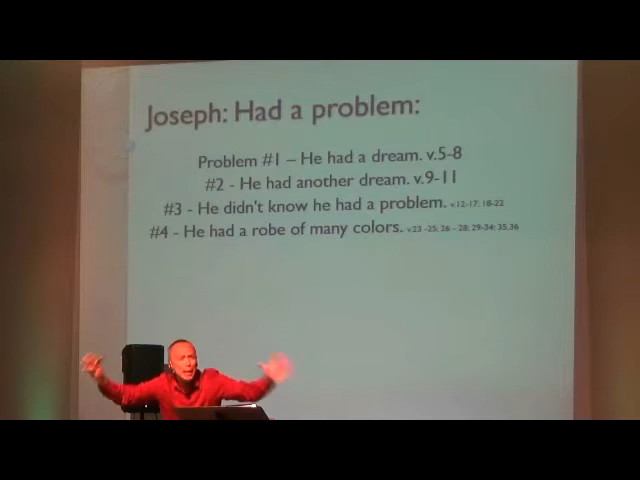 Joseph: Had a problem:
Problem #1 – He had a dream. v.5-8
#2 - He had another dream. v.9-11
#3 - He didn't know he had a problem. v.12-17; 18-22
#4 - He had a robe of many colors. v.23 -25; 26 – 28; 29-34; 35,36